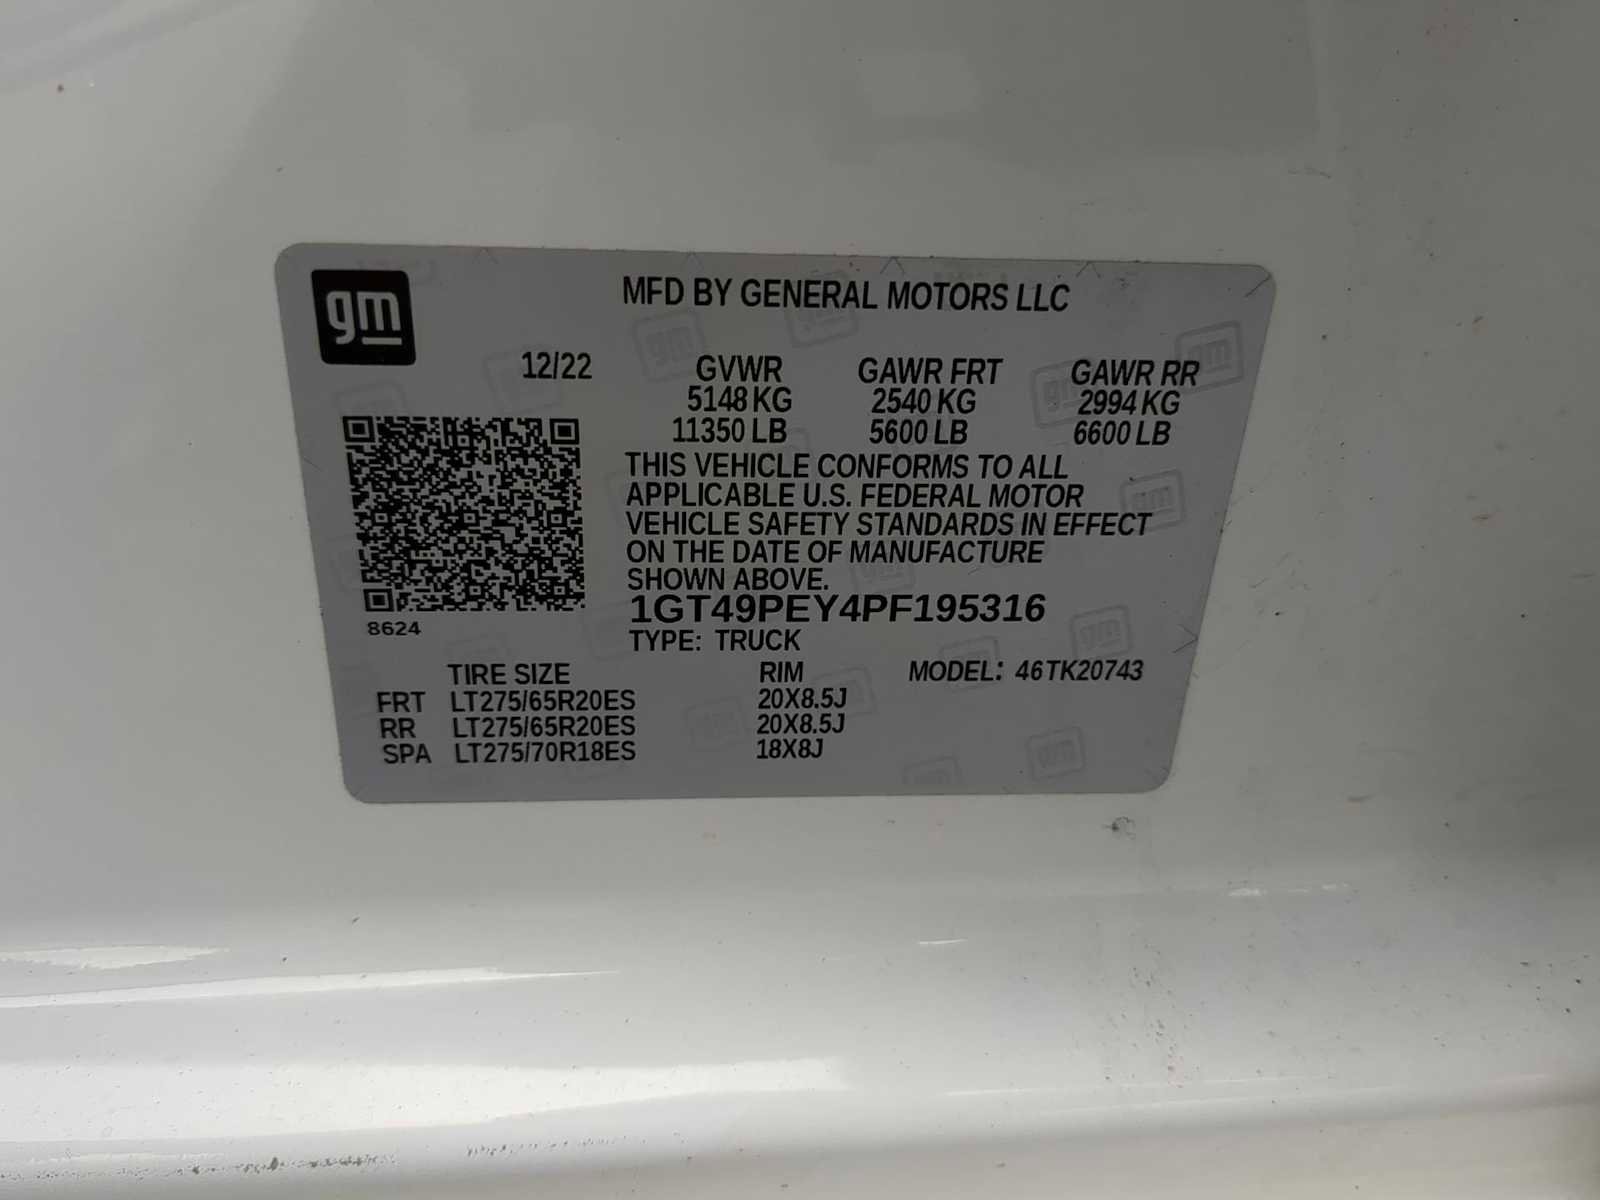 gm
MFD BY GENERAL MOTORS LLC
12/22 GVWR GAWR FRT GAWR RR
5148 KG 2540 KG 2994 KG
11350 LB 5600 LB 6600 LB
THIS VEHICLE CONFORMS TO ALL
APPLICABLE U.S. FEDERAL MOTOR
VEHICLE SAFETY STANDARDS IN EFFECT
ON THE DATE OF MANUFACTURE
SHOWN ABOVE.
1GT49PEY4PF195316
8624
TYPE: TRUCK
TIRE SIZE RIM MODEL: 46TK20743
FRT LT275/65R20ES 20X8.5J
RR LT275/65R20ES 20X8.5J
SPA LT275/70R18ES 18X8J